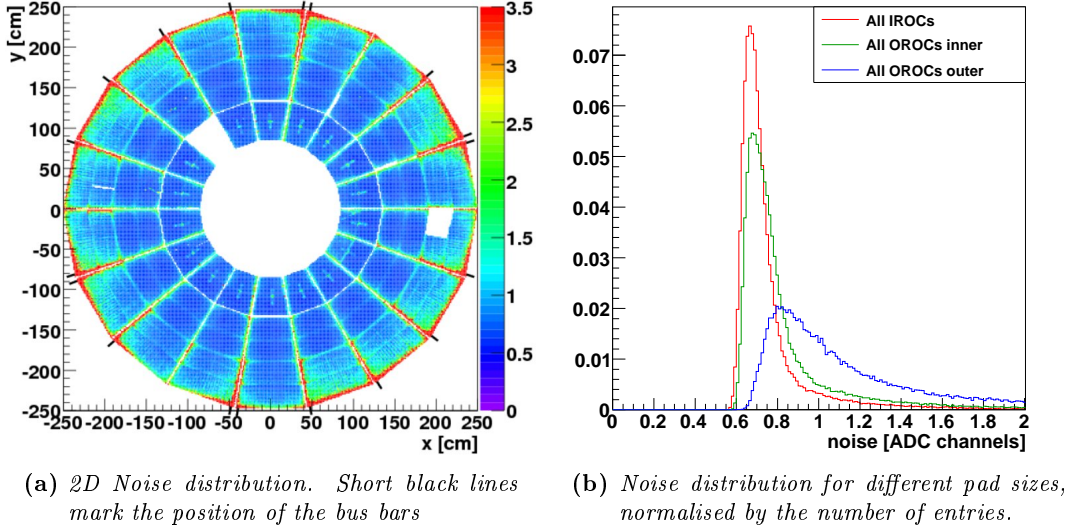 250
200
150
100
50
0
-50
-100
-150
-200
-250
y [cm]
-250 -200 -150 -100 -50 0 50 100 150 200 250
x [cm]
3.5
3
2.5
2
1.5
1
0.5
0
(a) 2D Noise distribution. Short black lines
mark the position of the bus bars
All IROCs
All OROCs inner
All OROCs outer
0.07
0.06
0.05
0.04
0.03
0.02
0.01
0
0 0.2 0.4 0.6 0.8 1 1.2 1.4 1.6 1.8 2
noise [ADC channels]
(b) Noise distribution for different pad sizes,
normalised by the number of entries.